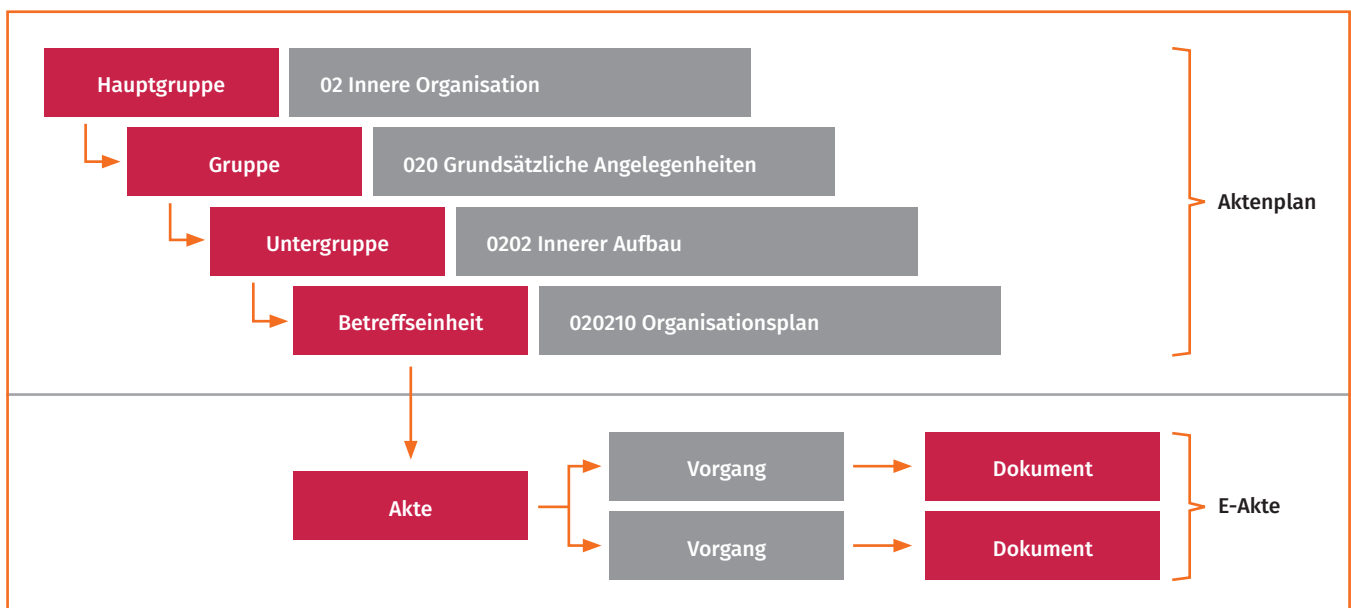 Hauptgruppe
02 Innere Organisation
Gruppe
020 Grundsätzliche Angelegenheiten
Untergruppe
0202 Innerer Aufbau
Betreffseinheit
020210 Organisationsplan
Aktenplan
Akte
Vorgang
Dokument
Vorgang
Dokument
E-Akte